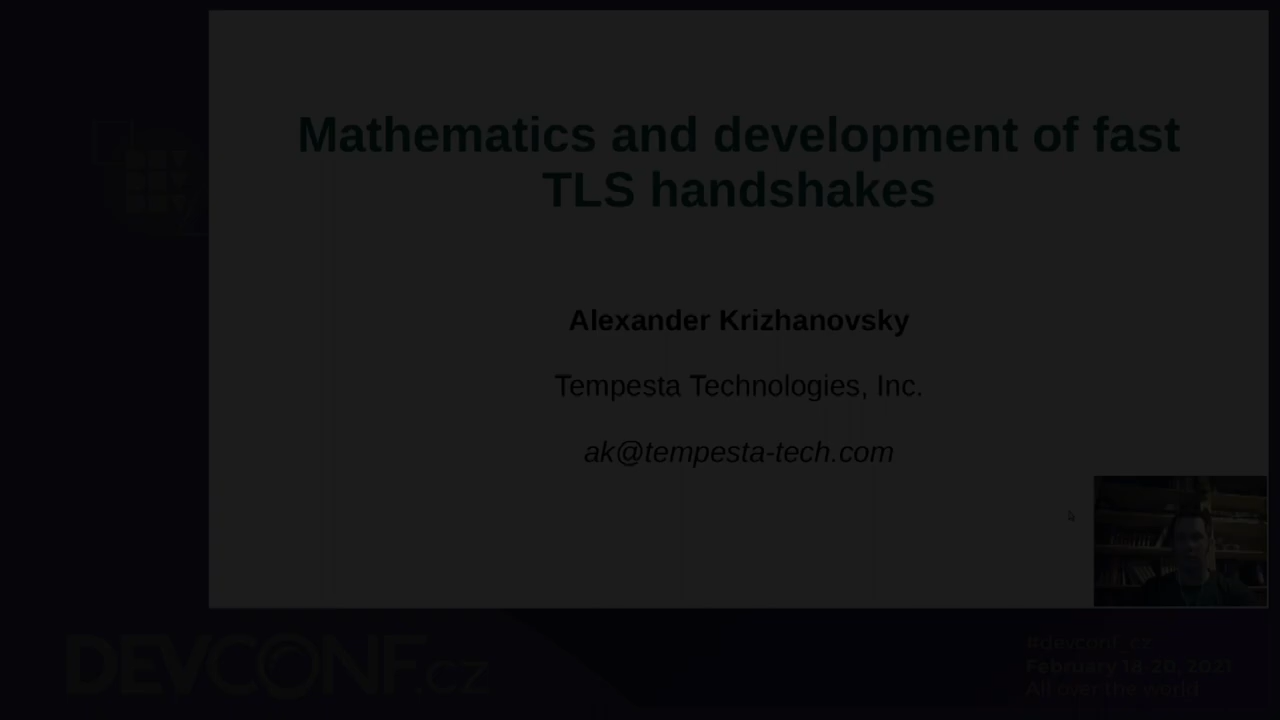 Mathematics and development of fast
TLS handshakes
Alexander Krizhanovsky
Tempesta Technologies, Inc.
ak@tempesta-tech.com
DEVCONF.cz
#devconf_cz
February 18-20, 2021
All over the world